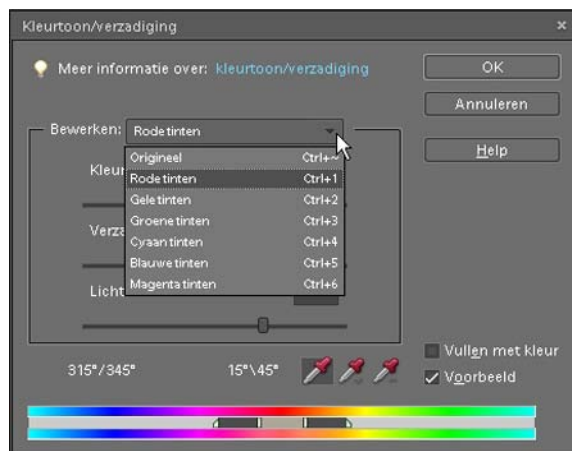 Kleurtoon/verzadiging
Meer informatie over: kleurtoon/verzadiging
OK
Annuleren
Help
Bewerken: Rode tinten
Origineel Ctrl+~
Rode tinten Ctrl+1
Gele tinten Ctrl+2
Groene tinten Ctrl+3
Cyaan tinten Ctrl+4
Blauwe tinten Ctrl+5
Magenta tinten Ctrl+6
Kleur
Verza
Licht
315°/345° 15°\45°
Vullen met kleur
Voorbeeld